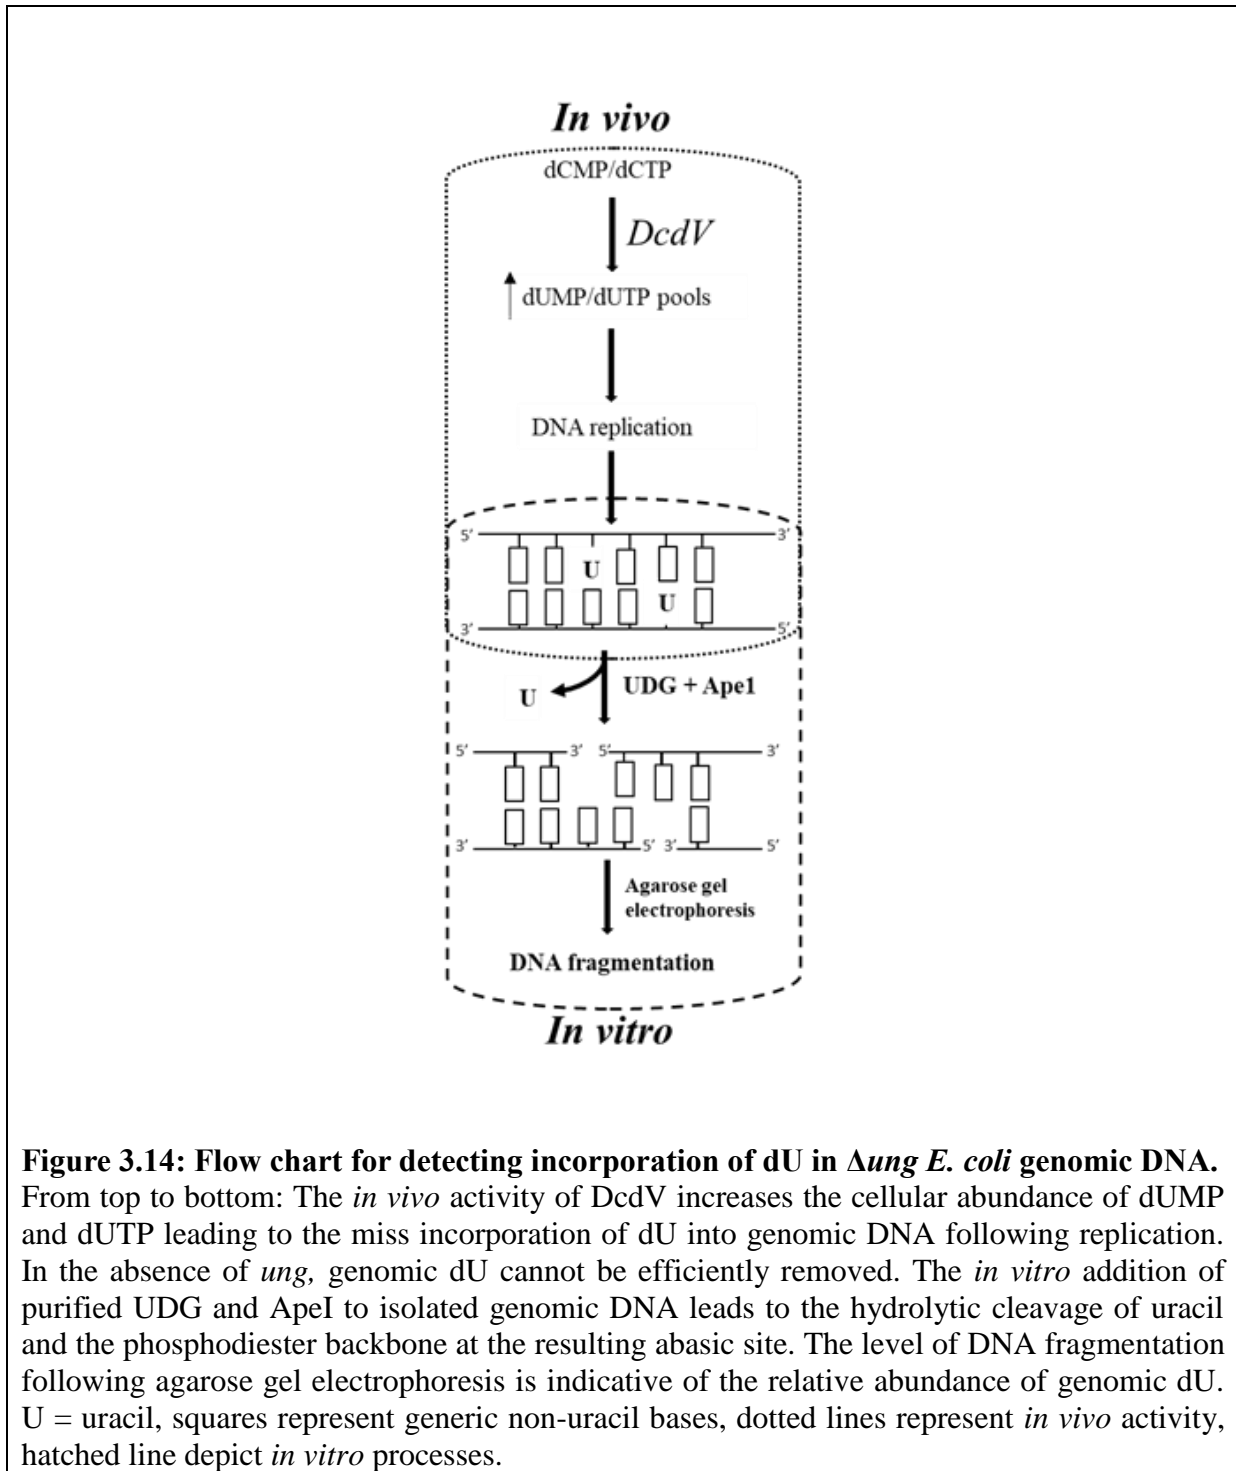 In vivo
dCMP/dCTP
DcdV
dUMP/dUTP pools
DNA replication
5’ 3’
U
U
3’ 5’
U UDG + Ape1
5’ 3’ 5’ 3’
3’ 5’ 3’ 5’
Agarose gel
electrophoresis
DNA fragmentation
In vitro
Figure 3.14: Flow chart for detecting incorporation of dU in Δung E. coli genomic DNA.
From top to bottom: The in vivo activity of DcdV increases the cellular abundance of dUMP
and dUTP leading to the miss incorporation of dU into genomic DNA following replication.
In the absence of ung, genomic dU cannot be efficiently removed. The in vitro addition of
purified UDG and ApeI to isolated genomic DNA leads to the hydrolytic cleavage of uracil
and the phosphodiester backbone at the resulting abasic site. The level of DNA fragmentation
following agarose gel electrophoresis is indicative of the relative abundance of genomic dU.
U = uracil, squares represent generic non-uracil bases, dotted lines represent in vivo activity,
hatched line depict in vitro processes.